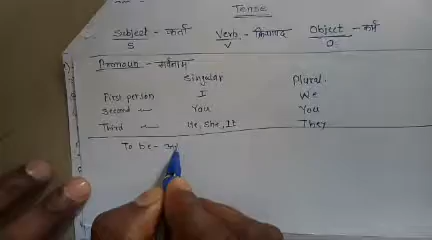 Tense
Subject - कर्ता Verb - क्रियापद Object - कर्म
S V O
Pronoun - सर्वनाम
Singular Plural.
First person I We
Second " You You
Third " He, She, It They
To be -